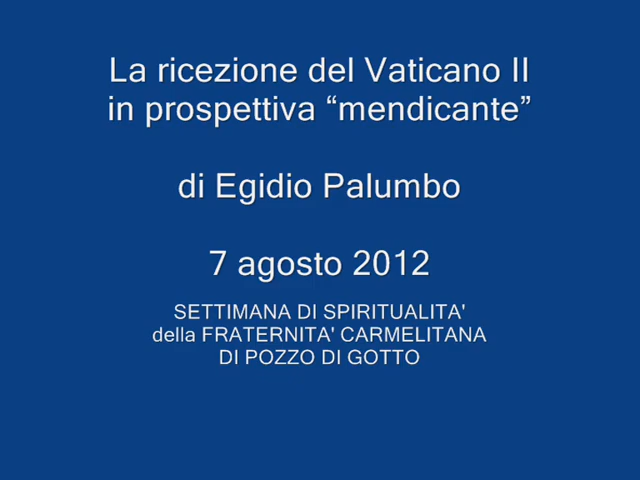 La ricezione del Vaticano II
in prospettiva “mendicante”
di Egidio Palumbo
7 agosto 2012
SETTIMANA DI SPIRITUALITA'
della FRATERNITA' CARMELITANA
DI POZZO DI GOTTO